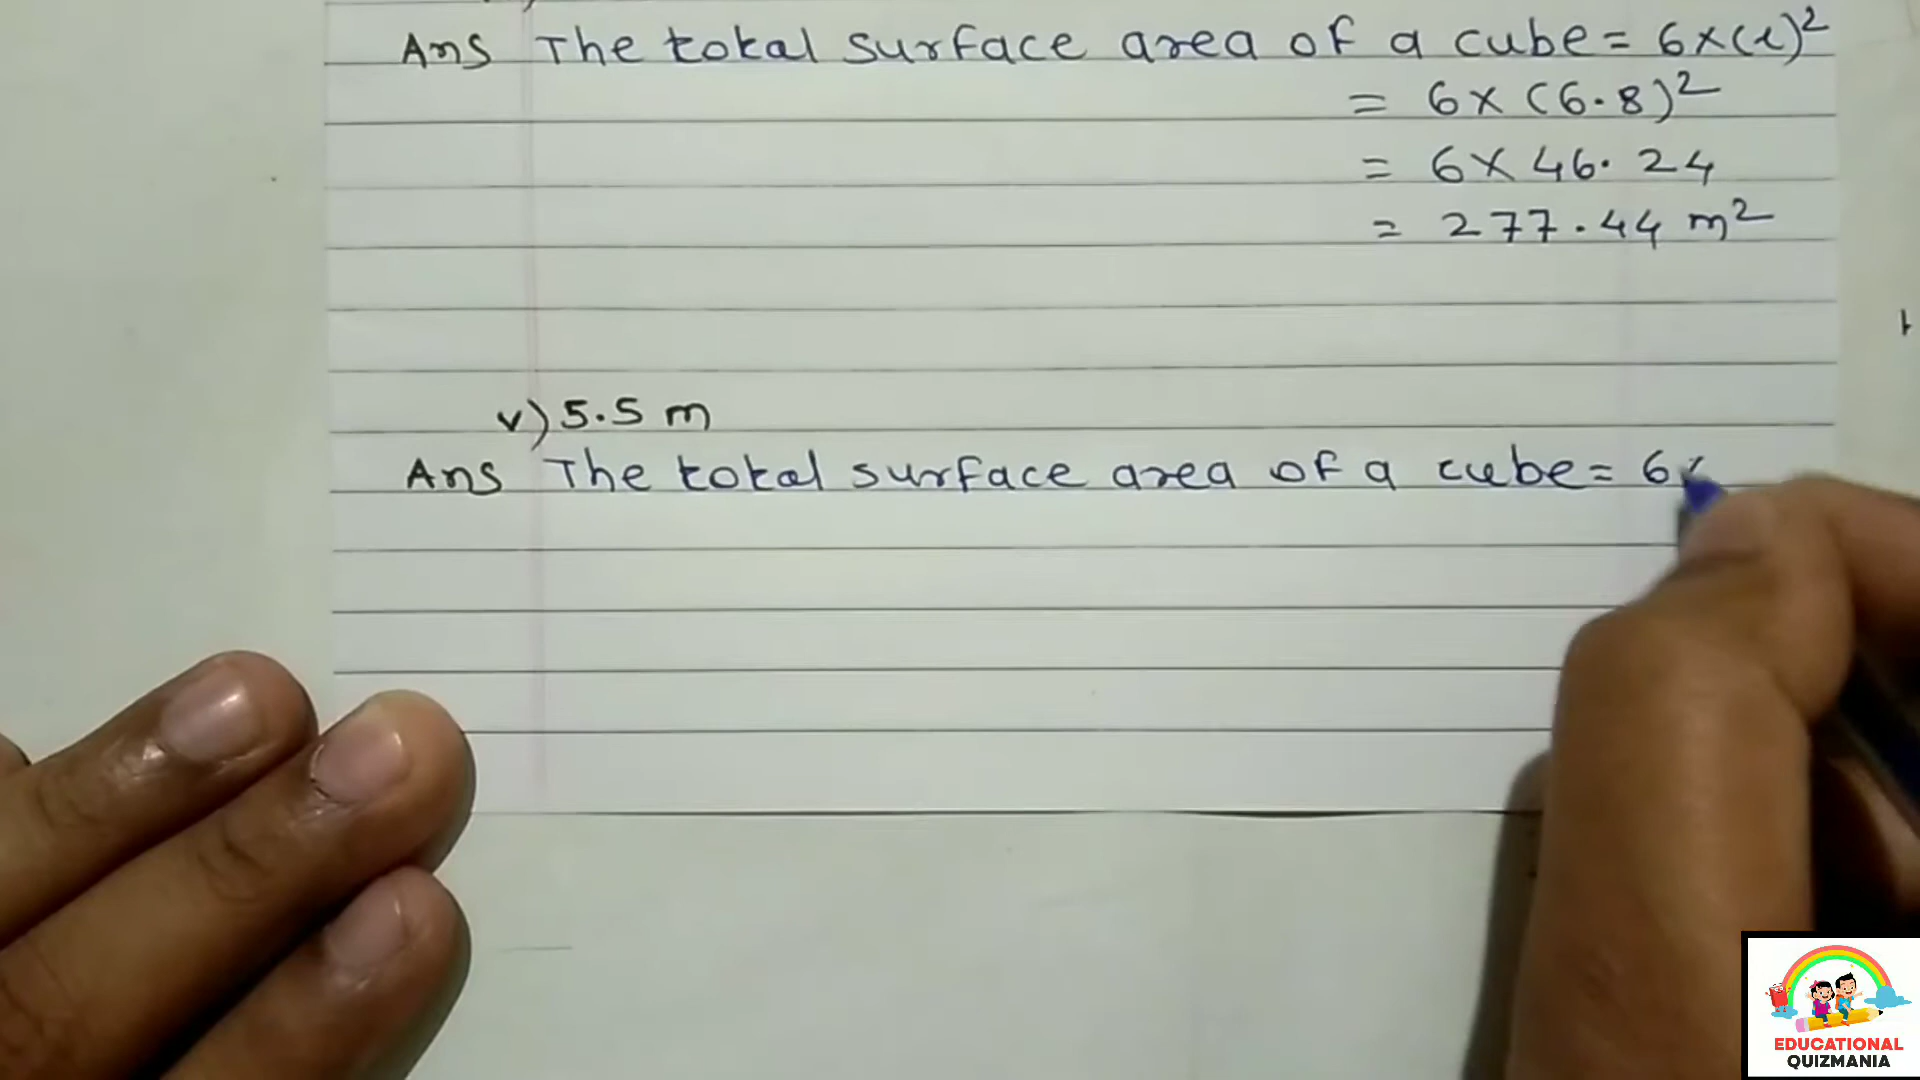 Ans The total surface area of a cube = 6×(l)²
= 6×(6.8)²
= 6×46.24
= 277.44 m²
v) 5.5 m
Ans The total surface area of a cube = 6×
EDUCATIONAL
QUIZMANIA